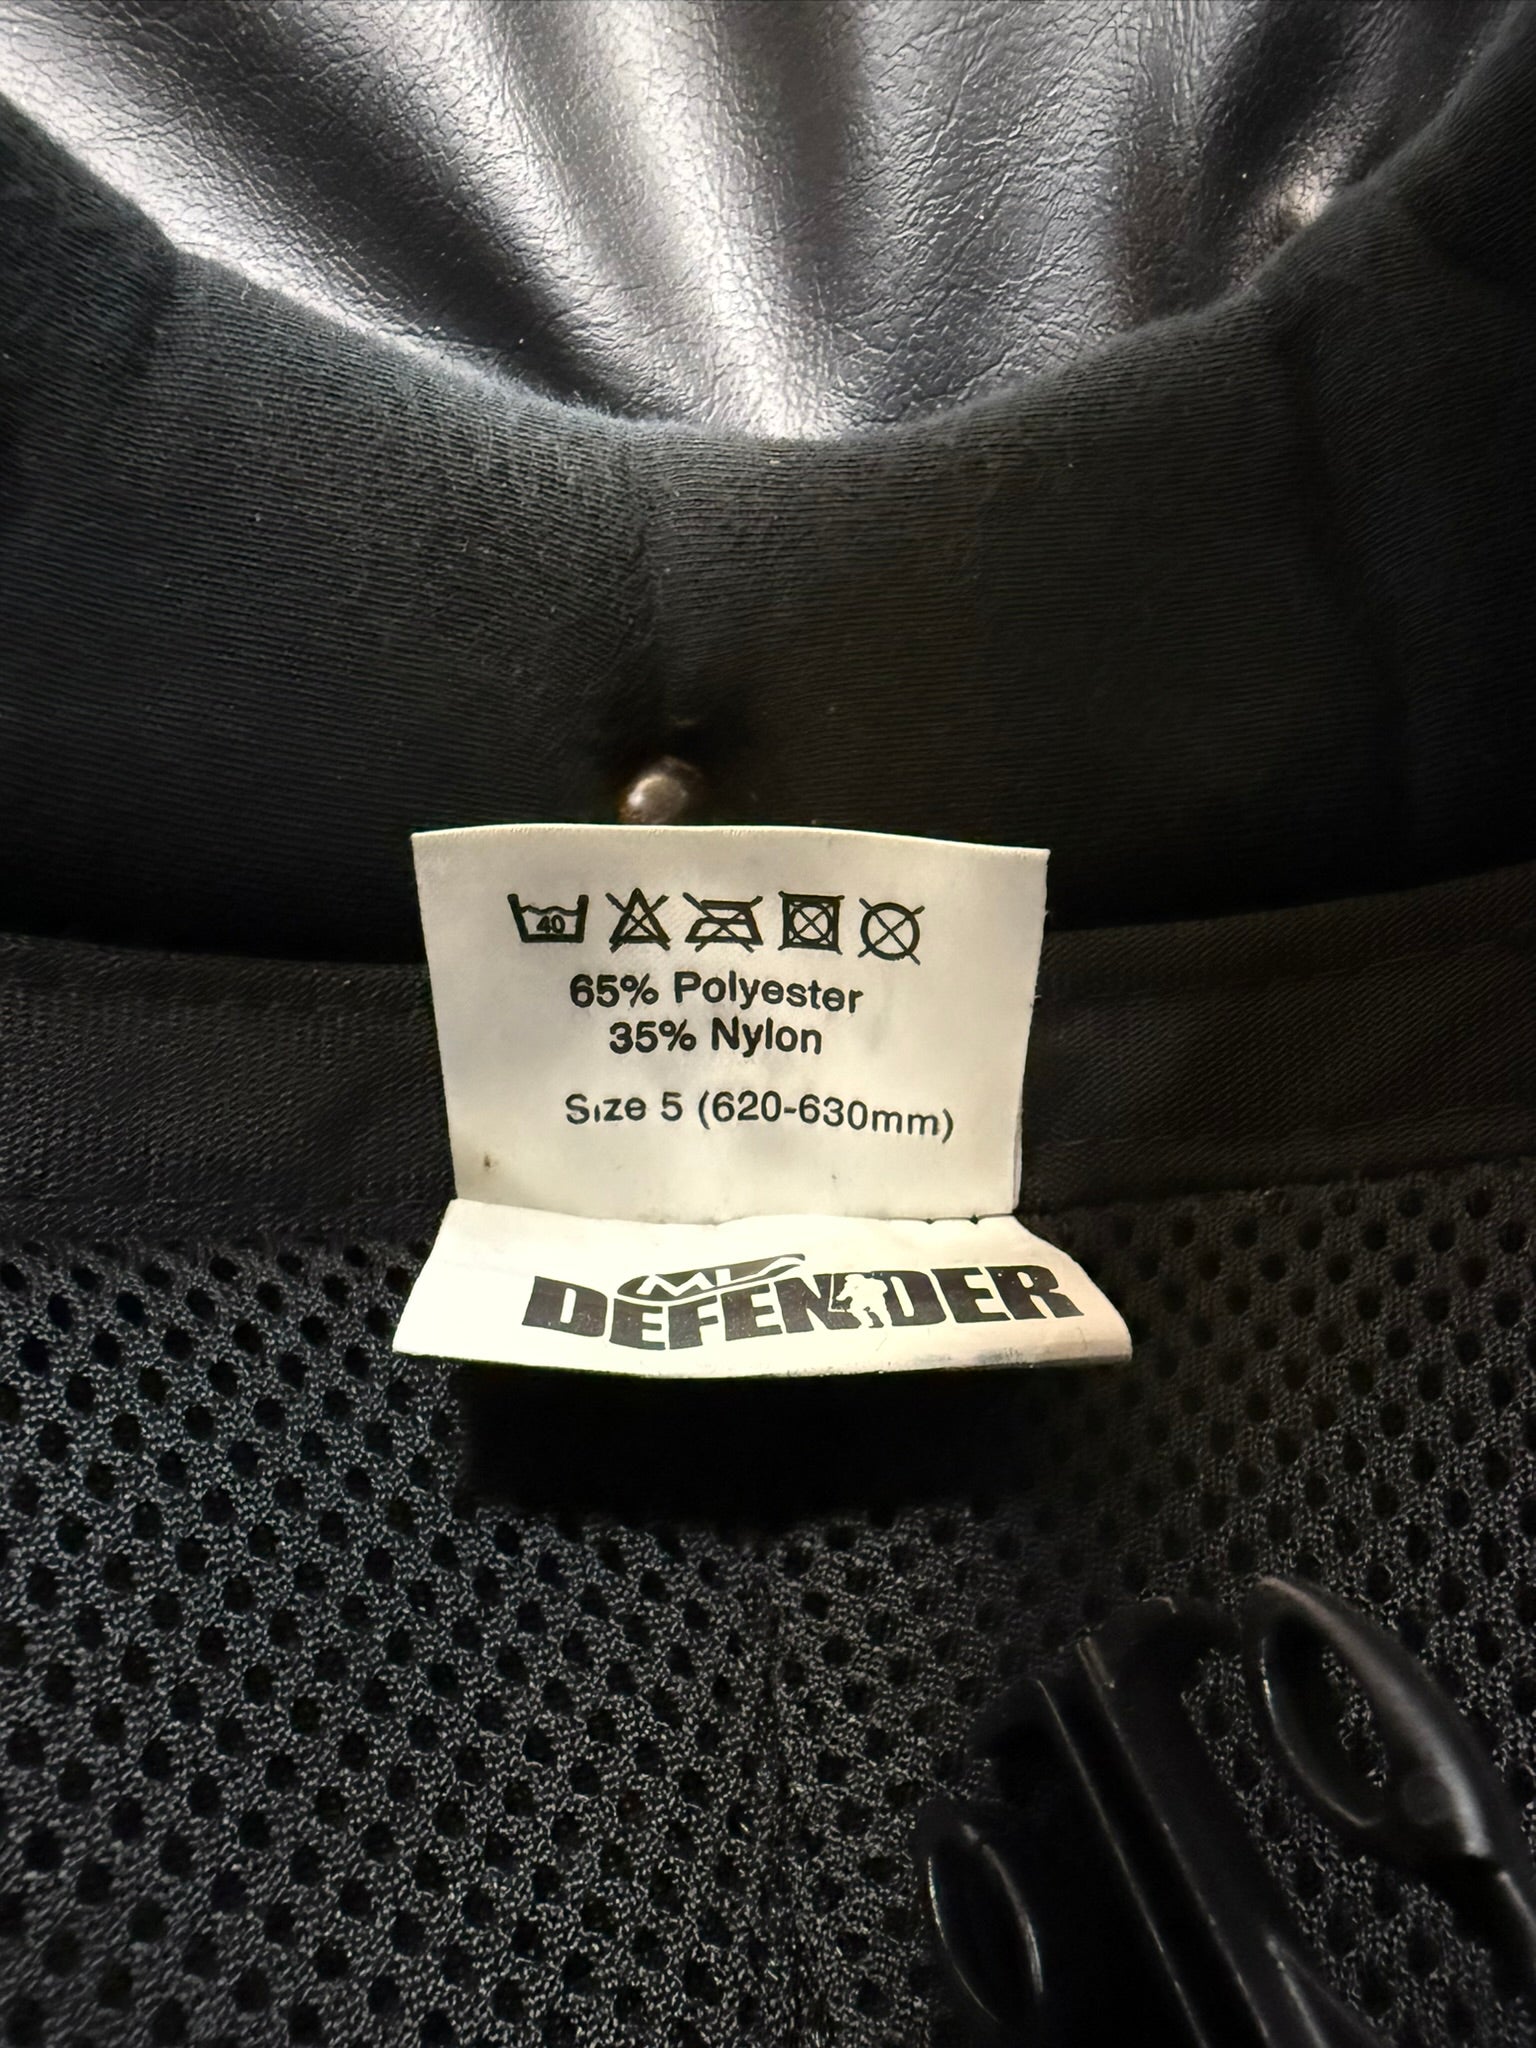 40
65% Polyester
35% Nylon
Size 5 (620-630mm)
DEFENDER